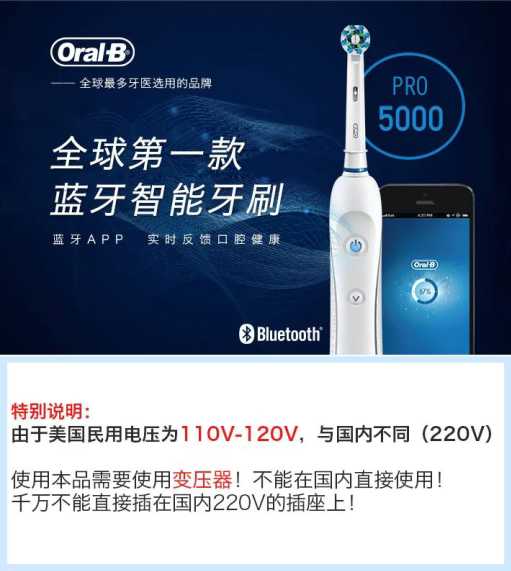 Oral-B
—— 全球最多牙医选用的品牌
PRO
5000
全球第一款
蓝牙智能牙刷
蓝牙APP 实时反馈口腔健康
4:20 PM
Oral-B
67%
Bluetooth
特别说明：
由于美国民用电压为110V-120V，与国内不同（220V）
使用本品需要使用变压器！不能在国内直接使用！
千万不能直接插在国内220V的插座上！